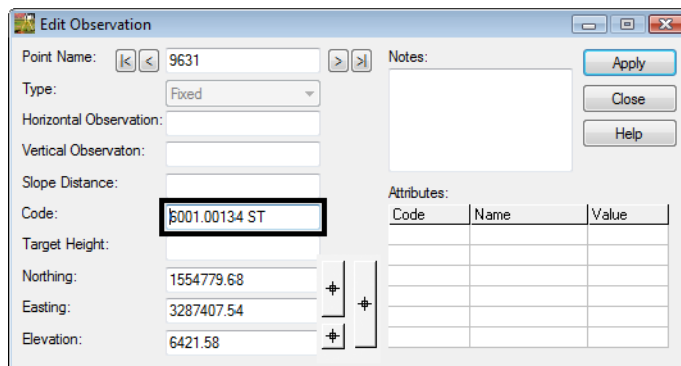 Edit Observation
Point Name: |< < 9631 > >| Notes: Apply
Type: Fixed Close
Horizontal Observation: Help
Vertical Observaton:
Slope Distance: Attributes:
Code: 6001.00134 ST Code Name Value
Target Height:
Northing: 1554779.68
Easting: 3287407.54
Elevation: 6421.58